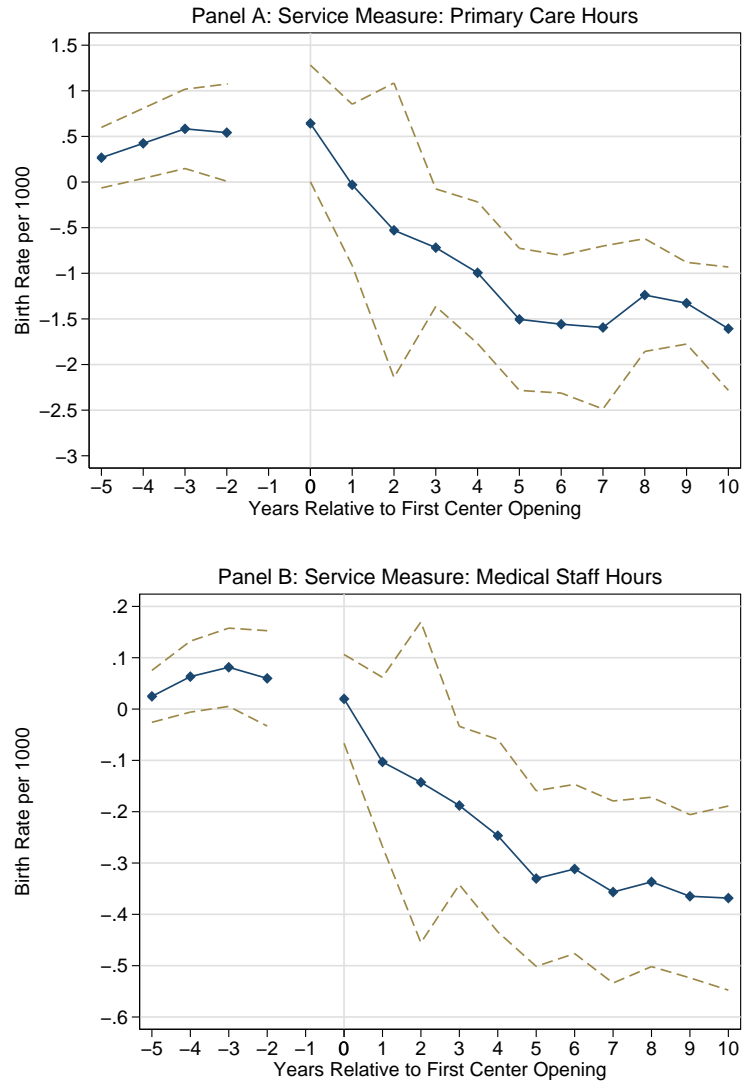 Panel A: Service Measure: Primary Care Hours
1.5
1
.5
0
−.5
−1
−1.5
−2
−2.5
−3
Birth Rate per 1000
−5 −4 −3 −2 −1 0 1 2 3 4 5 6 7 8 9 10
Years Relative to First Center Opening
Panel B: Service Measure: Medical Staff Hours
.2
.1
0
−.1
−.2
−.3
−.4
−.5
−.6
Birth Rate per 1000
−5 −4 −3 −2 −1 0 1 2 3 4 5 6 7 8 9 10
Years Relative to First Center Opening